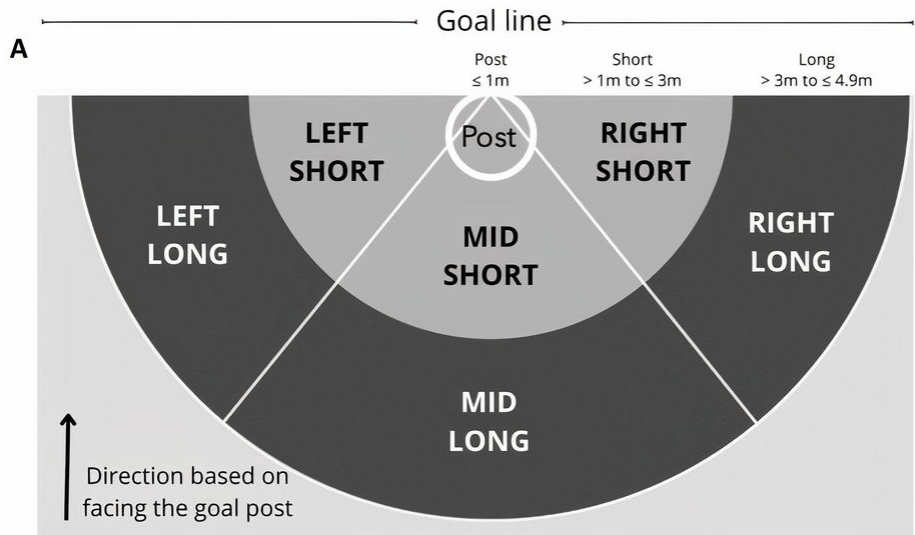 Goal line
A
Post
≤ 1m
Short
> 1m to ≤ 3m
Long
> 3m to ≤ 4.9m
LEFT
SHORT
Post
RIGHT
SHORT
LEFT
LONG
MID
SHORT
RIGHT
LONG
MID
LONG
Direction based on
facing the goal post